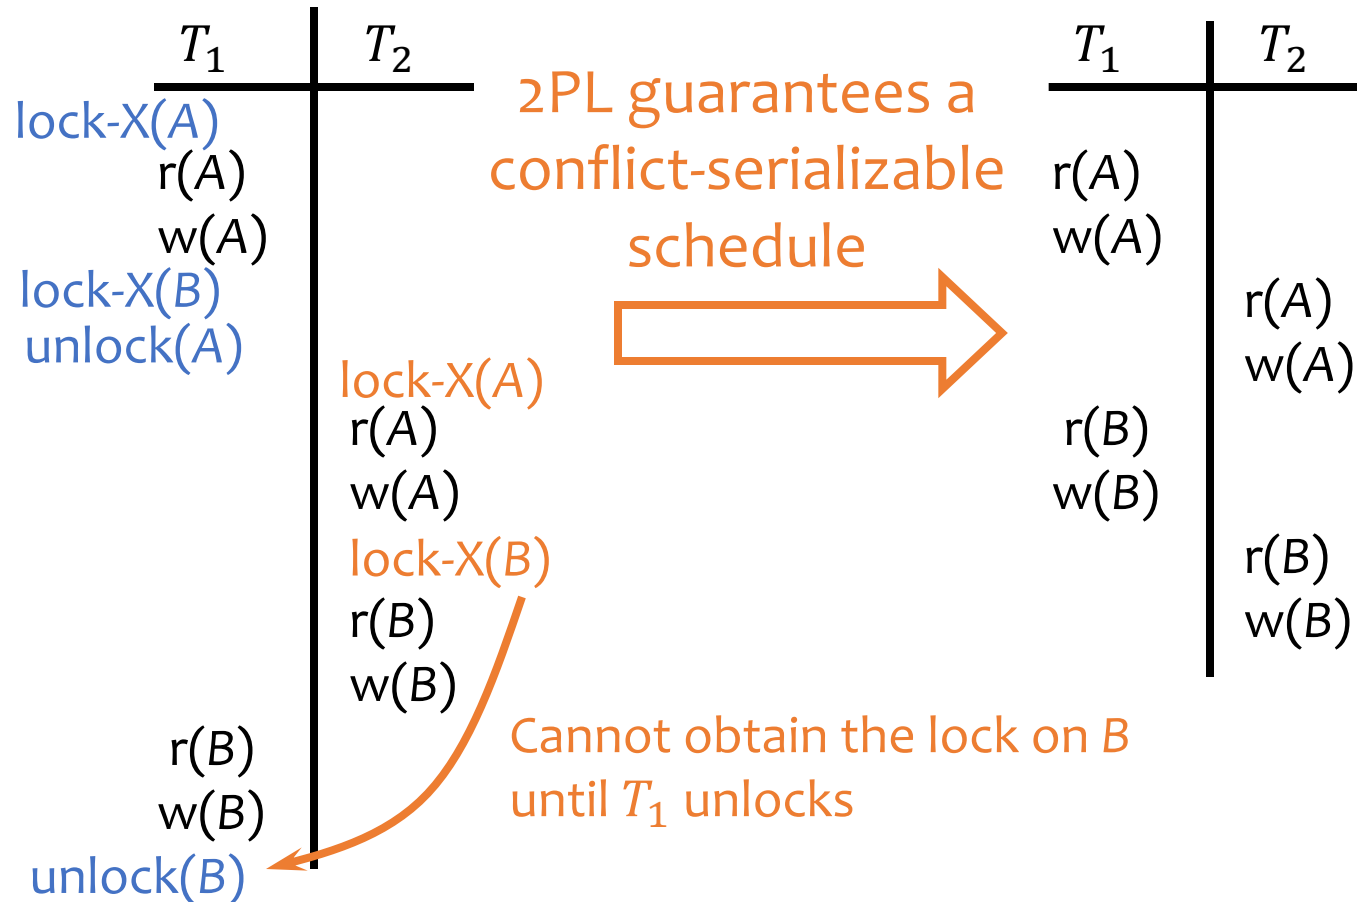 T₁ T₂
lock-X(A)
r(A)
w(A)
lock-X(B)
unlock(A)
lock-X(A)
r(A)
w(A)
lock-X(B)
r(B)
w(B)
r(B)
w(B)
unlock(B)
2PL guarantees a
conflict-serializable
schedule
Cannot obtain the lock on B
until T₁ unlocks
T₁ T₂
r(A)
w(A)
r(A)
w(A)
r(B)
w(B)
r(B)
w(B)